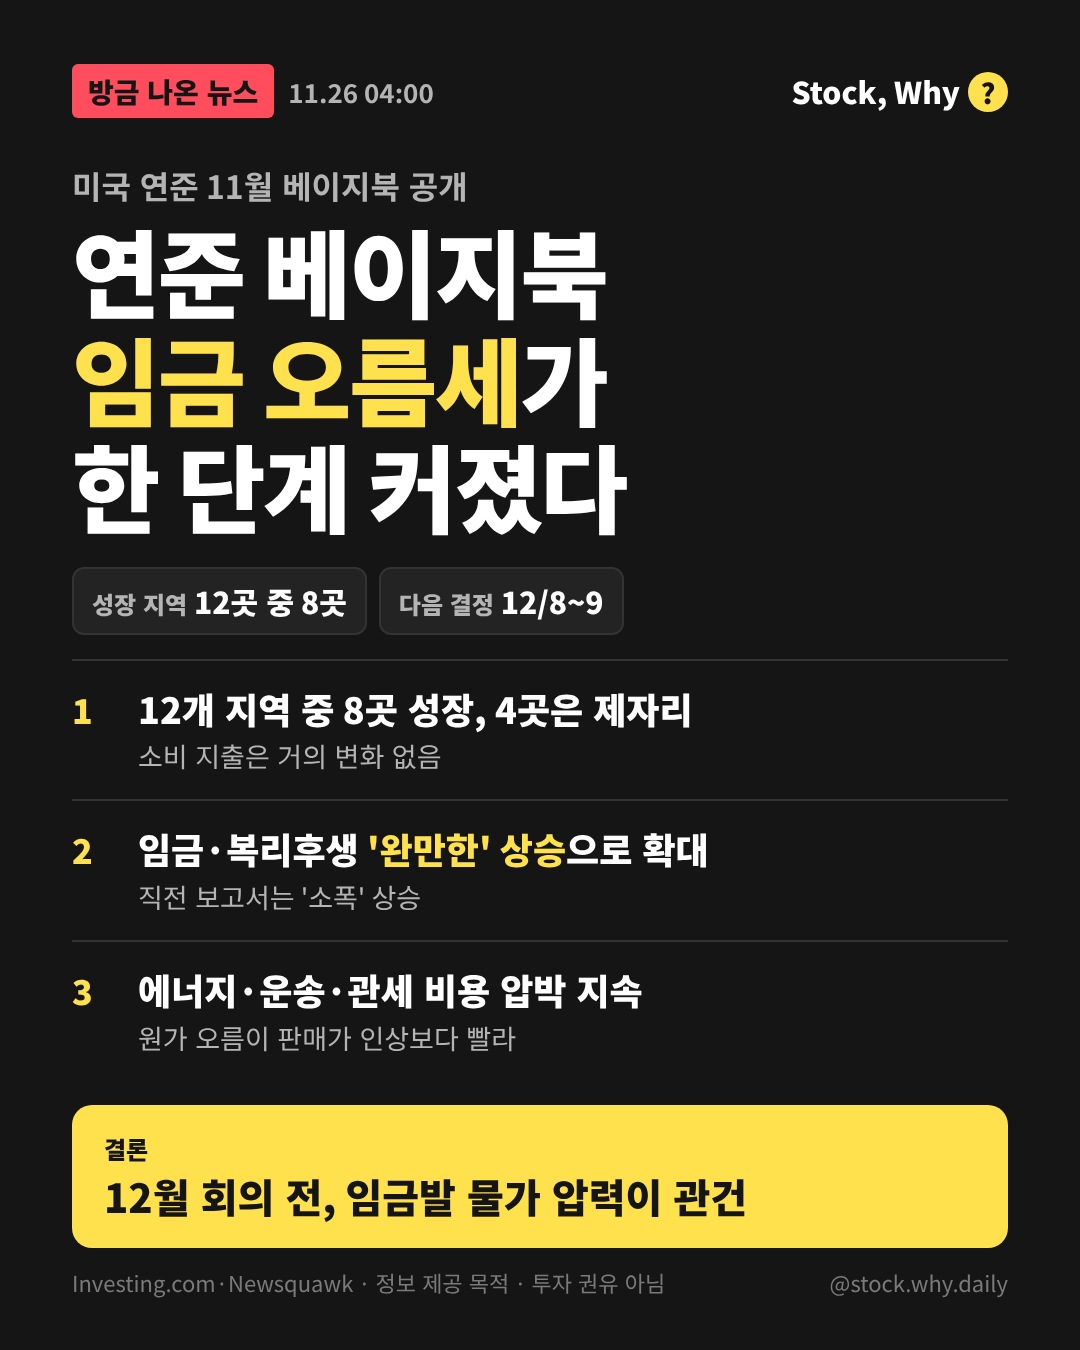 방금 나온 뉴스 11.26 04:00
Stock, Why ?
미국 연준 11월 베이지북 공개
연준 베이지북
임금 오름세가
한 단계 커졌다
성장 지역 12곳 중 8곳
다음 결정 12/8~9
1 12개 지역 중 8곳 성장, 4곳은 제자리
소비 지출은 거의 변화 없음
2 임금·복리후생 '완만한' 상승으로 확대
직전 보고서는 '소폭' 상승
3 에너지·운송·관세 비용 압박 지속
원가 오름이 판매가 인상보다 빨라
결론
12월 회의 전, 임금발 물가 압력이 관건
Investing.com·Newsquawk · 정보 제공 목적 · 투자 권유 아님
@stock.why.daily